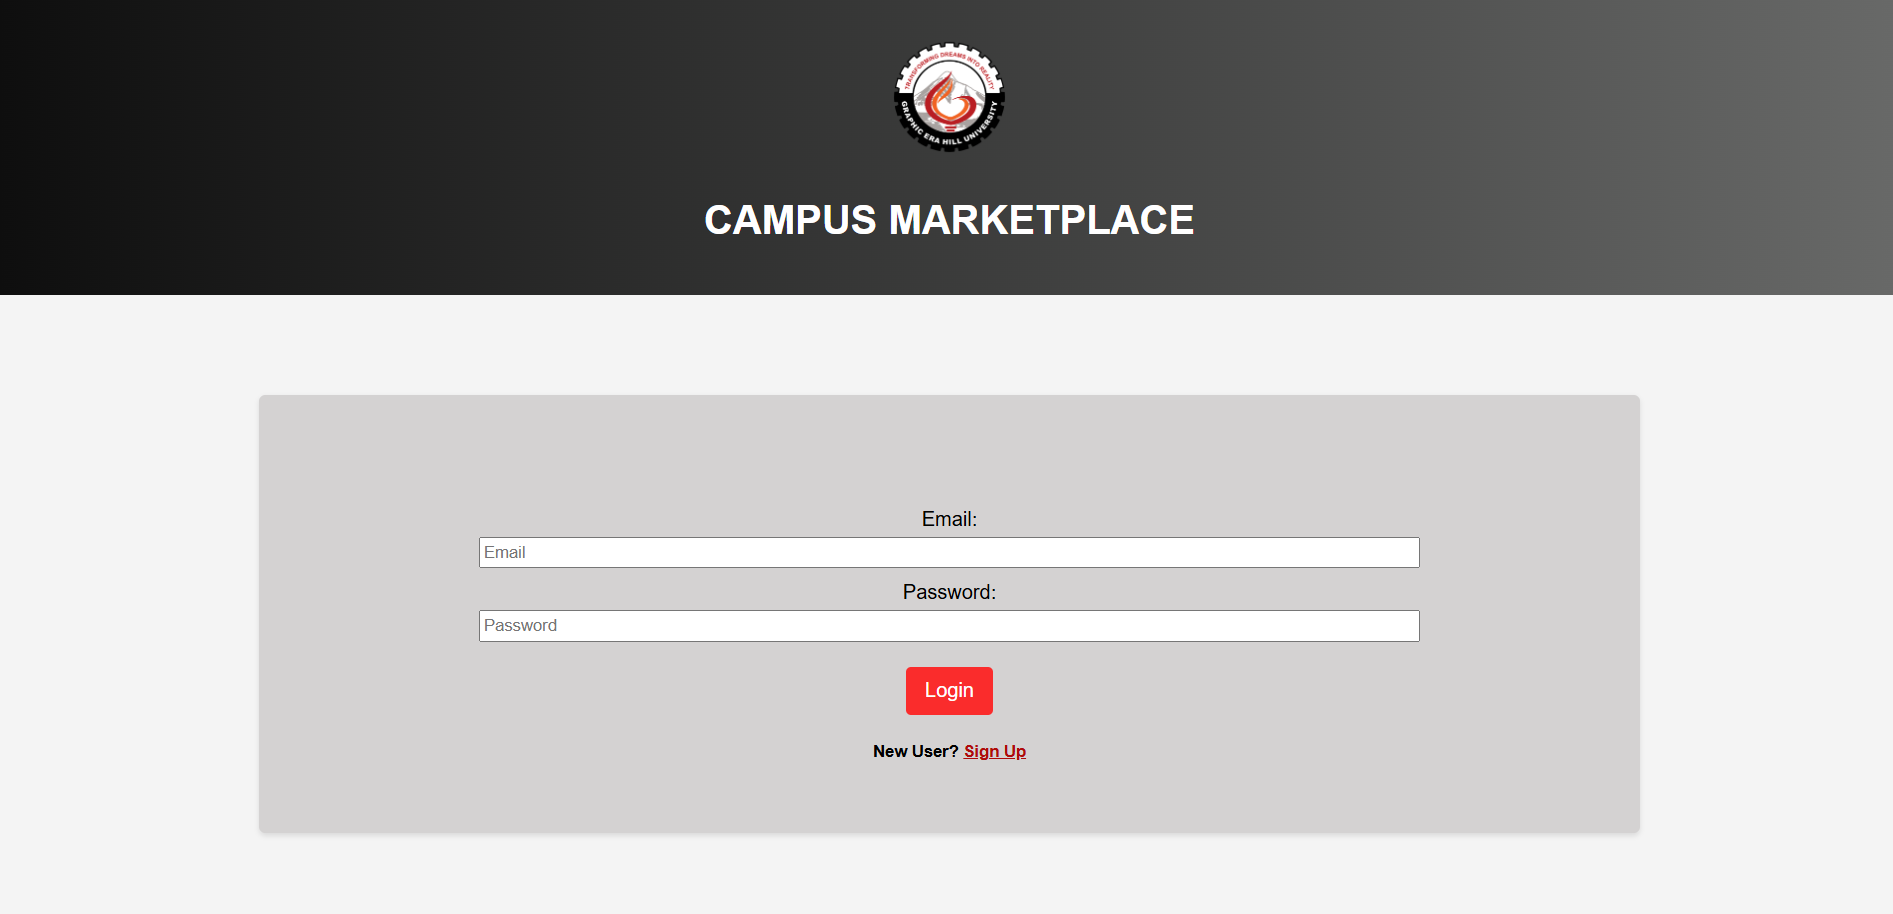 TRANSFORMING DREAMS INTO REALITY
GRAPHIC ERA HILL UNIVERSITY
CAMPUS MARKETPLACE
Email:
Email
Password:
Password
Login
New User? Sign Up